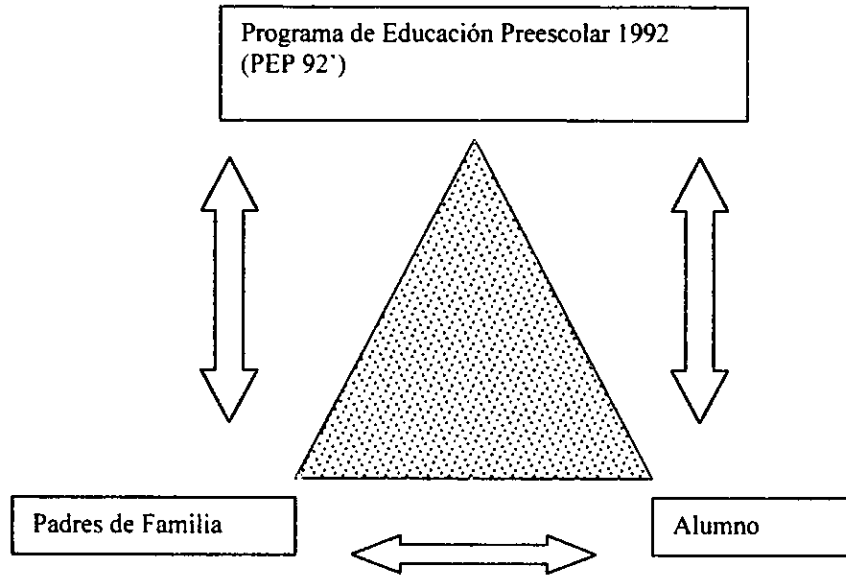 Programa de Educación Preescolar 1992
(PEP 92')
Padres de Familia
Alumno